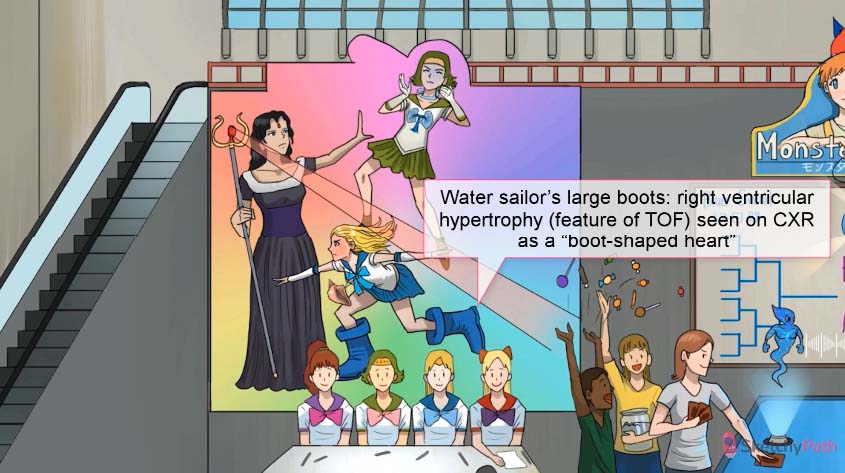 Monste
モンスタ
Water sailor's large boots: right ventricular
hypertrophy (feature of TOF) seen on CXR
as a "boot-shaped heart"
SketchyPath